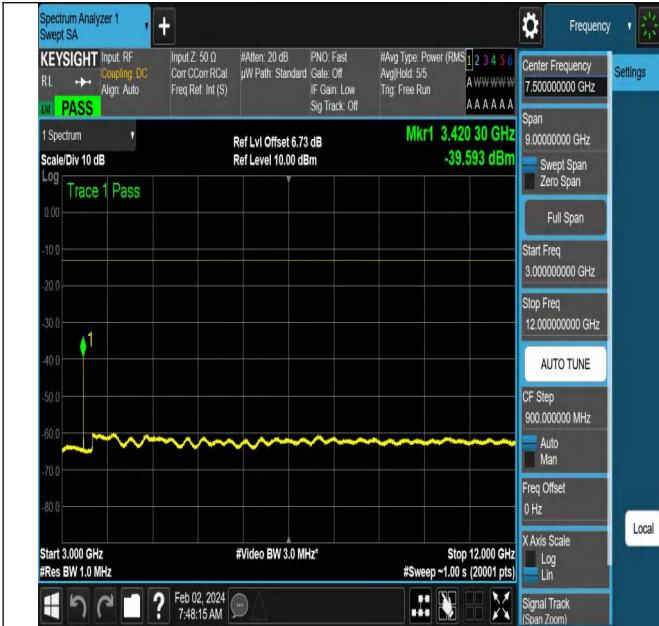 Spectrum Analyzer 1
Swept SA
Frequency
KEYSIGHT
RL
Input: RF
Coupling: DC
Align: Auto
Input Z: 50 Ω
Corr CCorr RCal
Freq Ref: Int (S)
#Atten: 20 dB
µW Path: Standard
PNO: Fast
Gate: Off
IF Gain: Low
Sig Track: Off
#Avg Type: Power (RMS
Avg|Hold: 5/5
Trig: Free Run
1 2 3 4 5 6
A W W W W W
A A A A A A
LXI
PASS
1 Spectrum
Scale/Div 10 dB
Log
Ref Lvl Offset 6.73 dB
Ref Level 10.00 dBm
Mkr1 3.420 30 GHz
-39.593 dBm
Trace 1 Pass
0.00
-10.0
-20.0
-30.0
1
-40.0
-50.0
-60.0
-70.0
-80.0
Start 3.000 GHz
#Res BW 1.0 MHz
#Video BW 3.0 MHz*
Stop 12.000 GHz
#Sweep ~1.00 s (20001 pts)
Feb 02, 2024
7:48:15 AM
Center Frequency
7.500000000 GHz
Settings
Span
9.00000000 GHz
Swept Span
Zero Span
Full Span
Start Freq
3.000000000 GHz
Stop Freq
12.000000000 GHz
AUTO TUNE
CF Step
900.000000 MHz
Auto
Man
Freq Offset
0 Hz
Local
X Axis Scale
Log
Lin
Signal Track
(Span Zoom)